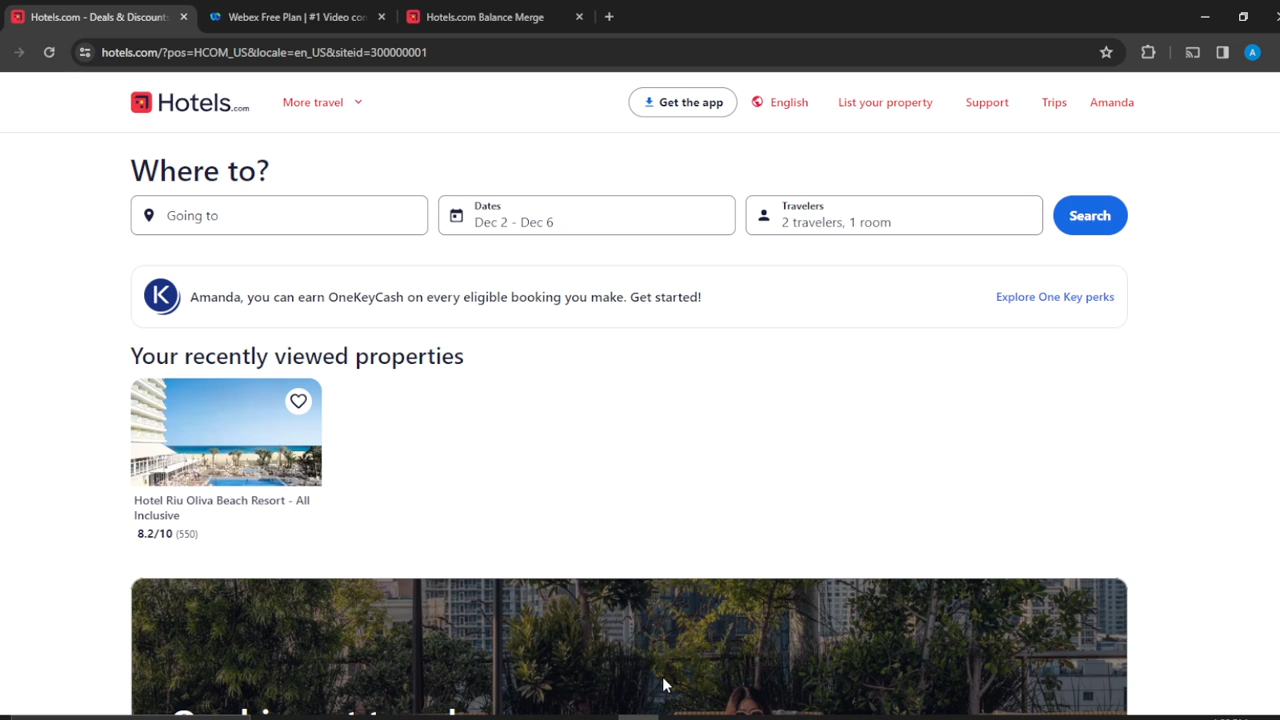 Hotels.com - Deals & Discounts
Webex Free Plan | #1 Video con
Hotels.com Balance Merge
hotels.com/?pos=HCOM_US&locale=en_US&siteid=300000001
A
Hotels.com
More travel
Get the app
English
List your property
Support
Trips
Amanda
Where to?
Going to
Dates
Dec 2 - Dec 6
Travelers
2 travelers, 1 room
Search
K
Amanda, you can earn OneKeyCash on every eligible booking you make. Get started!
Explore One Key perks
Your recently viewed properties
Hotel Riu Oliva Beach Resort - All
Inclusive
8.2/10 (550)